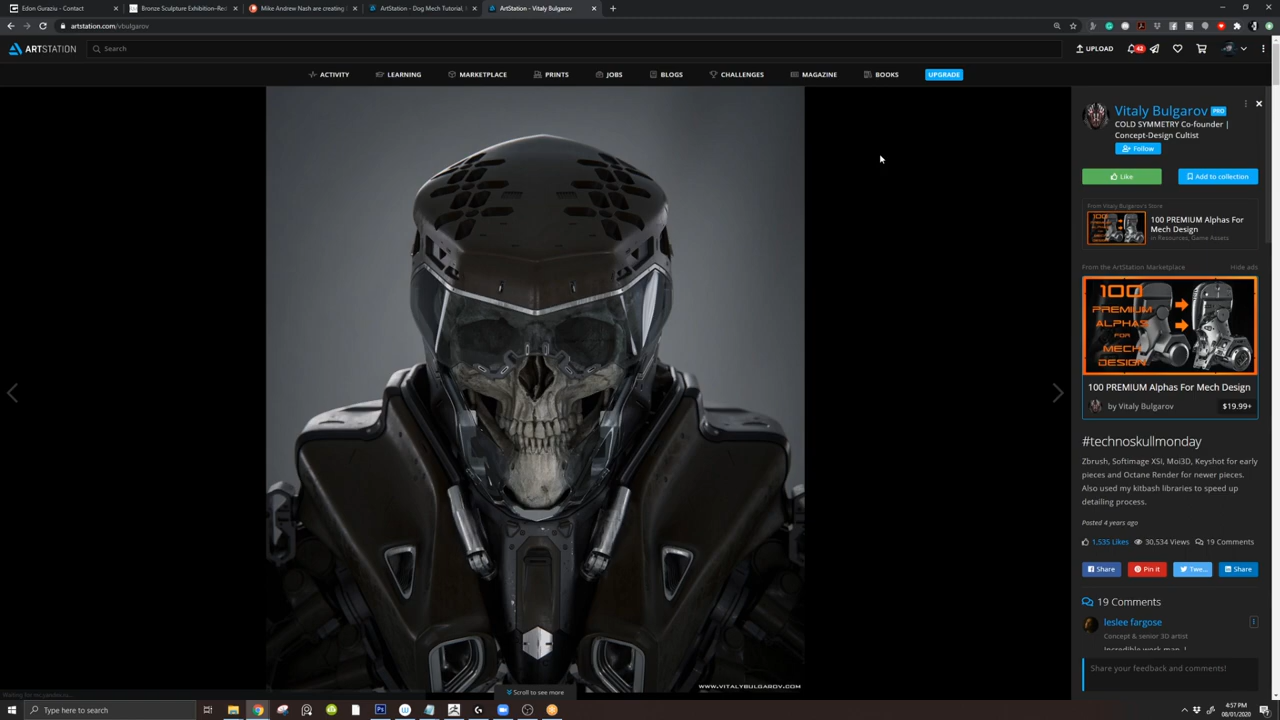 Edon Guraziu - Contact
Bronze Sculpture Exhibition-Red
Mike Andrew Nash are creating
ArtStation - Dog Mech Tutorial,
ArtStation - Vitaly Bulgarov
artstation.com/vbulgarov
ARTSTATION
Search
UPLOAD
42
ACTIVITY
LEARNING
MARKETPLACE
PRINTS
JOBS
BLOGS
CHALLENGES
MAGAZINE
BOOKS
UPGRADE
Vitaly Bulgarov PRO
COLD SYMMETRY Co-founder |
Concept-Design Cultist
Follow
Like
Add to collection
From Vitaly Bulgarov's Store
100 PREMIUM Alphas For
Mech Design
in Resources, Game Assets
From the ArtStation Marketplace
Hide ads
100
PREMIUM
ALPHAS
FOR
MECH
DESIGN
100 PREMIUM Alphas For Mech Design
by Vitaly Bulgarov
$19.99+
#technoskullmonday
Zbrush, Softimage XSI, Moi3D, Keyshot for early
pieces and Octane Render for newer pieces.
Also used my kitbash libraries to speed up
detailing process.
Posted 4 years ago
1,535 Likes
30,534 Views
19 Comments
Share
Pin it
Twe...
Share
19 Comments
leslee fargose
Concept & senior 3D artist
Share your feedback and comments!
WWW.VITALYBULGAROV.COM
Scroll to see more
Type here to search
4:57 PM
08/01/2020